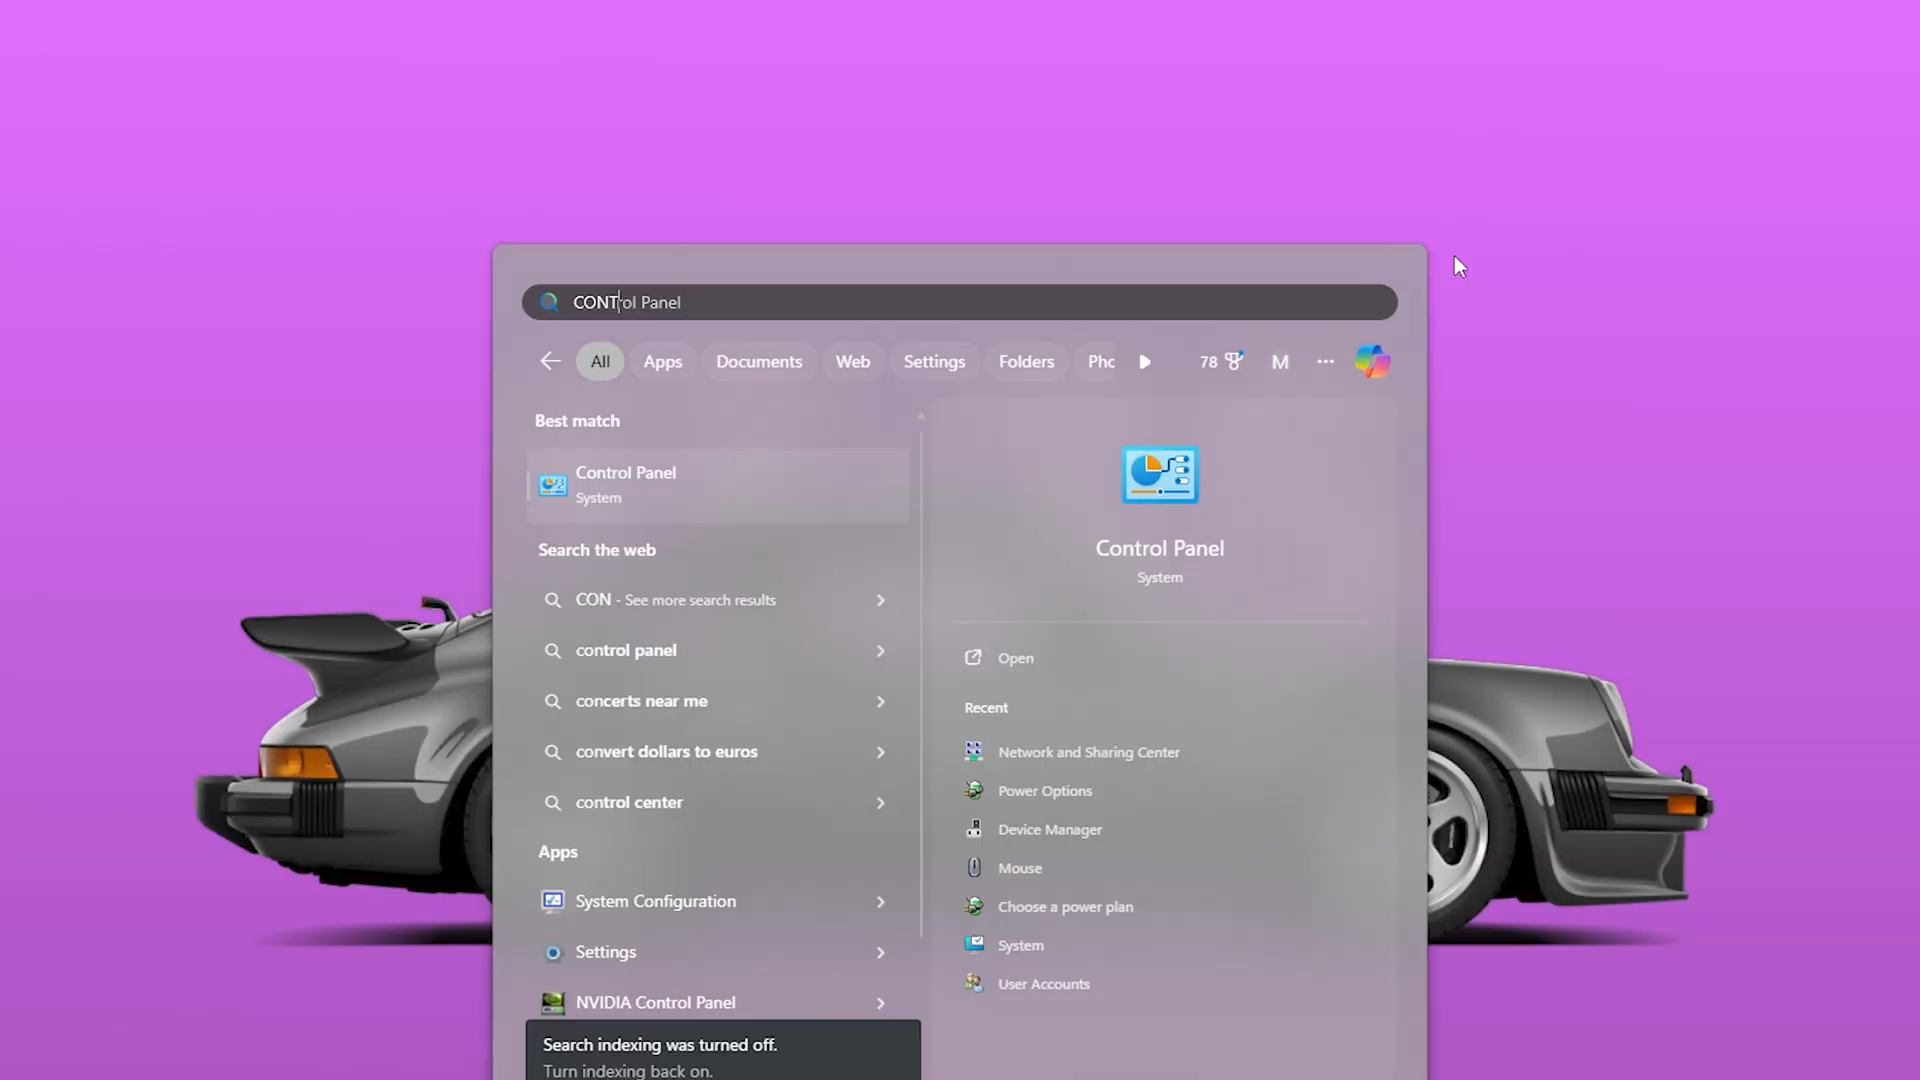 CONTrol Panel
All Apps Documents Web Settings Folders Phc 78 M
Best match
Control Panel
System
Search the web
CON - See more search results
control panel
concerts near me
convert dollars to euros
control center
Apps
System Configuration
Settings
NVIDIA Control Panel
Search indexing was turned off.
Turn indexing back on.
Control Panel
System
Open
Recent
Network and Sharing Center
Power Options
Device Manager
Mouse
Choose a power plan
System
User Accounts